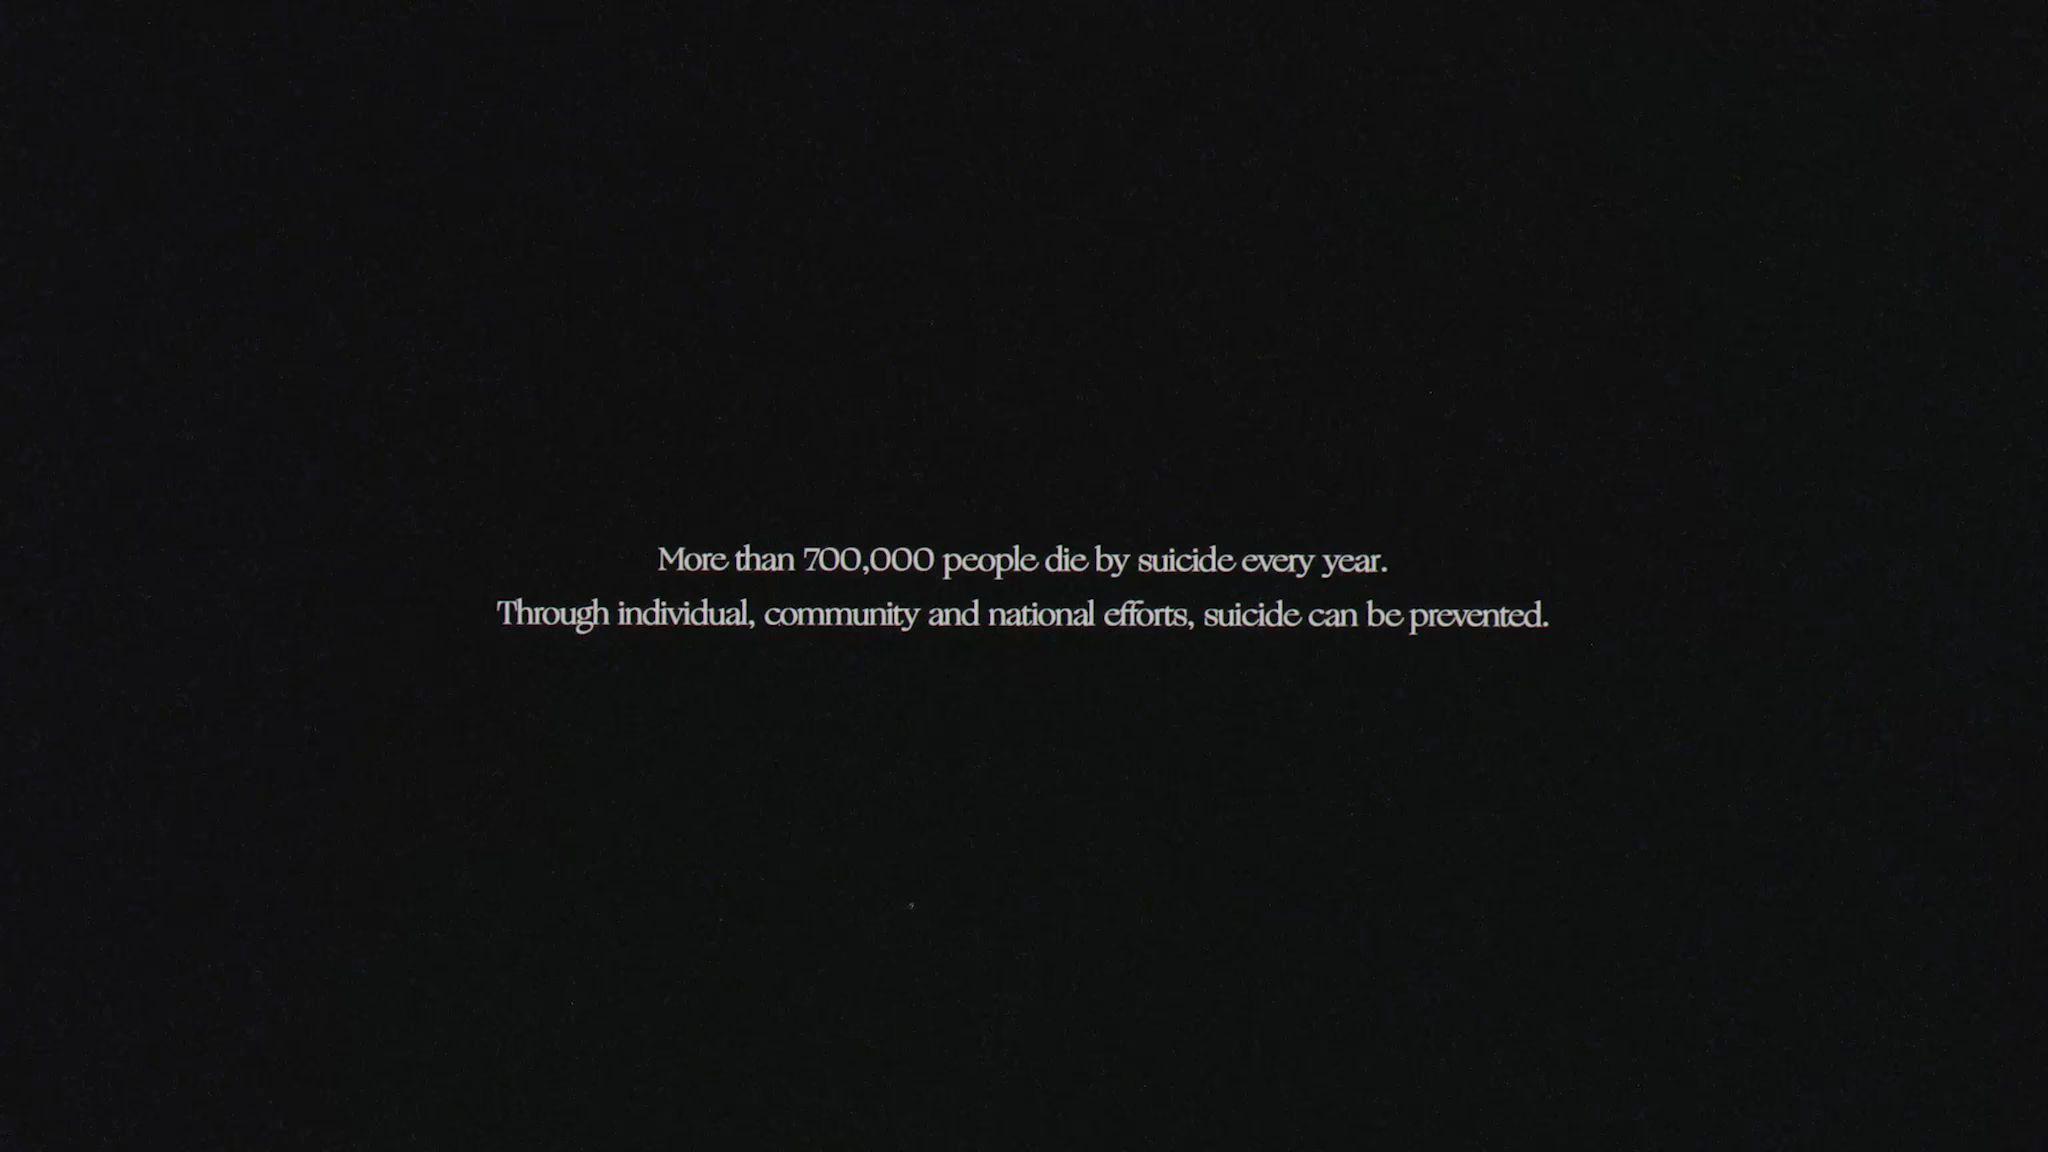 More than 700,000 people die by suicide every year.
Through individual, community and national efforts, suicide can be prevented.